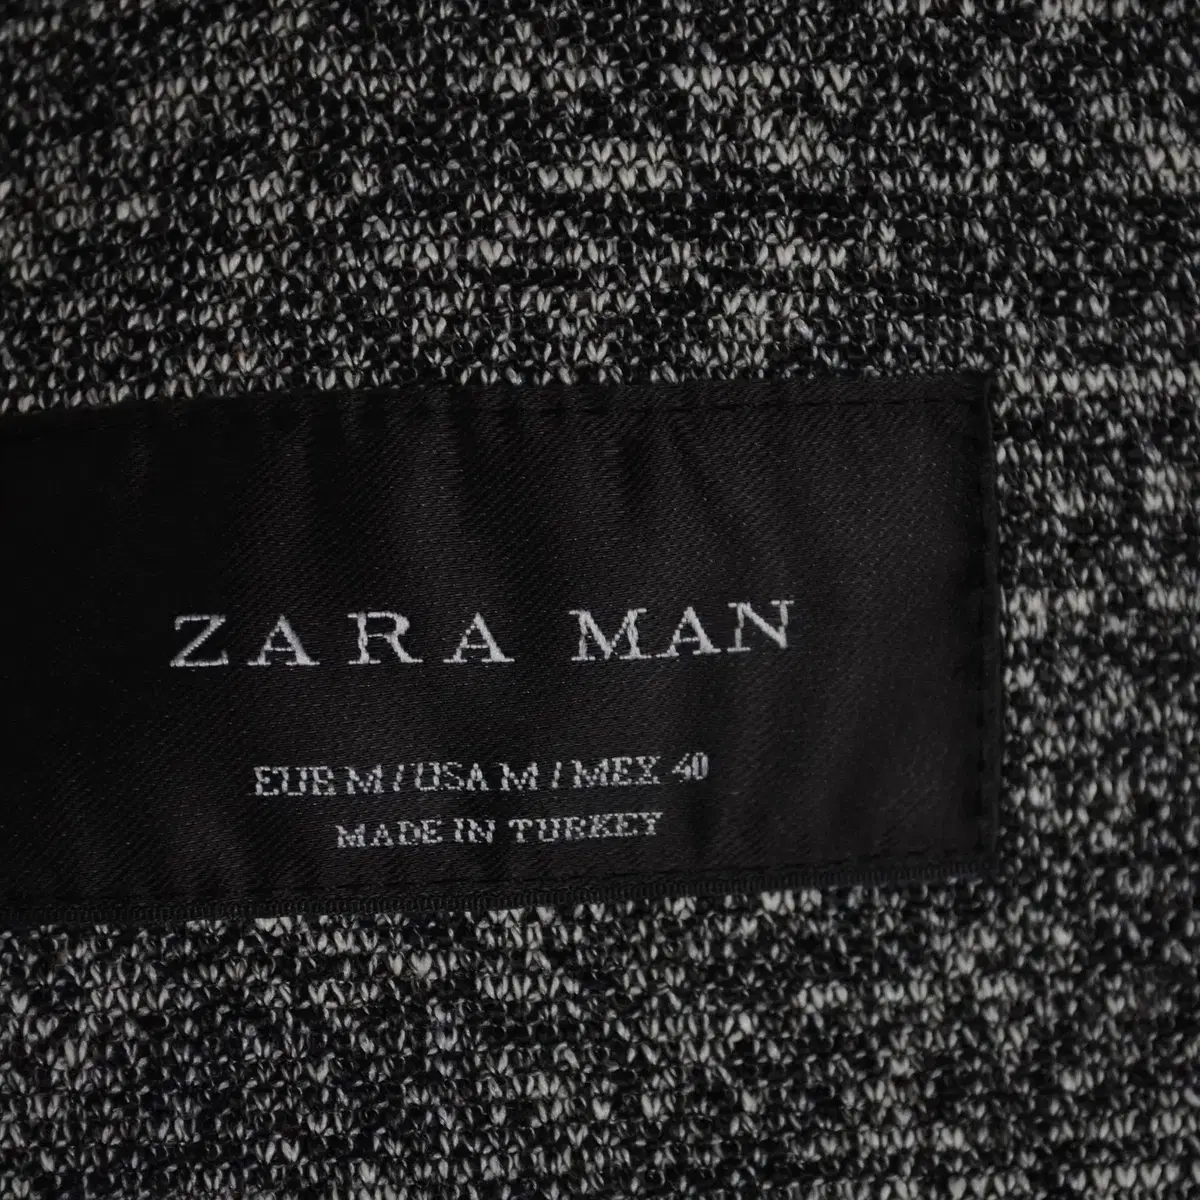 ZARA MAN
EUR M / USA M / MEX 40
MADE IN TURKEY